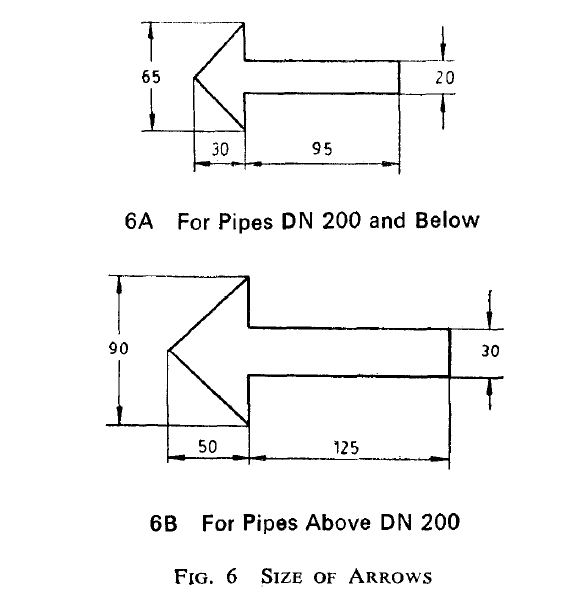 65
20
30
95
6A For Pipes DN 200 and Below
90
30
50
125
6B For Pipes Above DN 200
FIG. 6 SIZE OF ARROWS